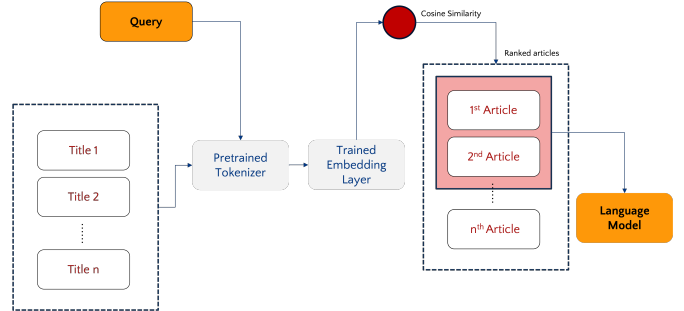 Query
Cosine Similarity
Ranked articles
Title 1
Title 2
Title n
Pretrained
Tokenizer
Trained
Embedding
Layer
1st Article
2nd Article
nth Article
Language
Model